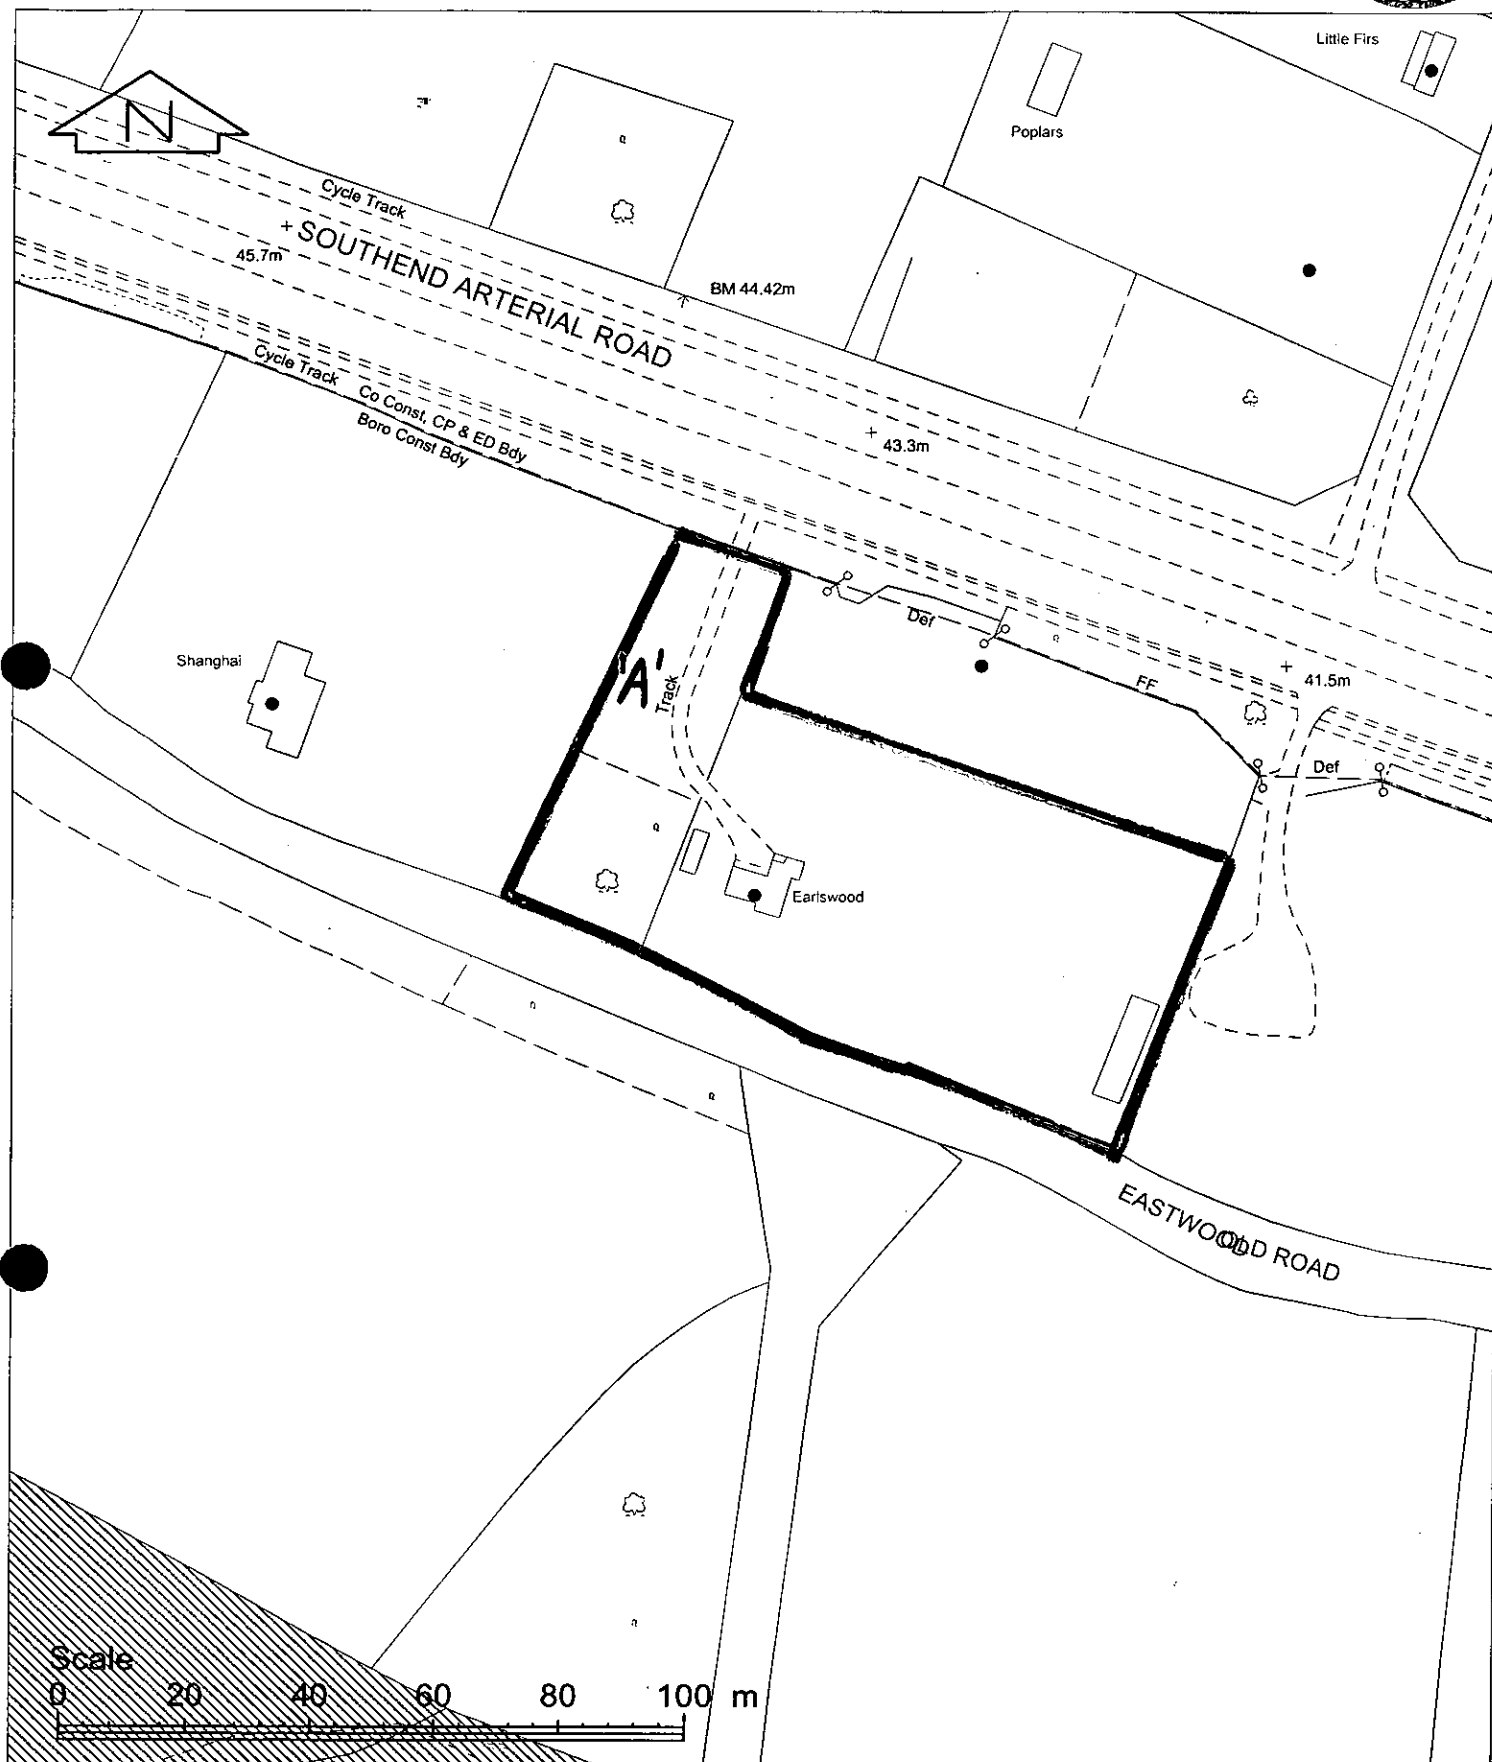 Little Firs
N
Poplars
Cycle Track
SOUTHEND ARTERIAL ROAD
45.7m
BM 44.42m
Cycle Track
Co Const, CP & ED Bdy
Boro Const Bdy
43.3m
Def
Shanghai
'A'
Track
FF
41.5m
Def
Earlswood
EASTWOOD OLD ROAD
Scale
0 20 40 60 80 100 m